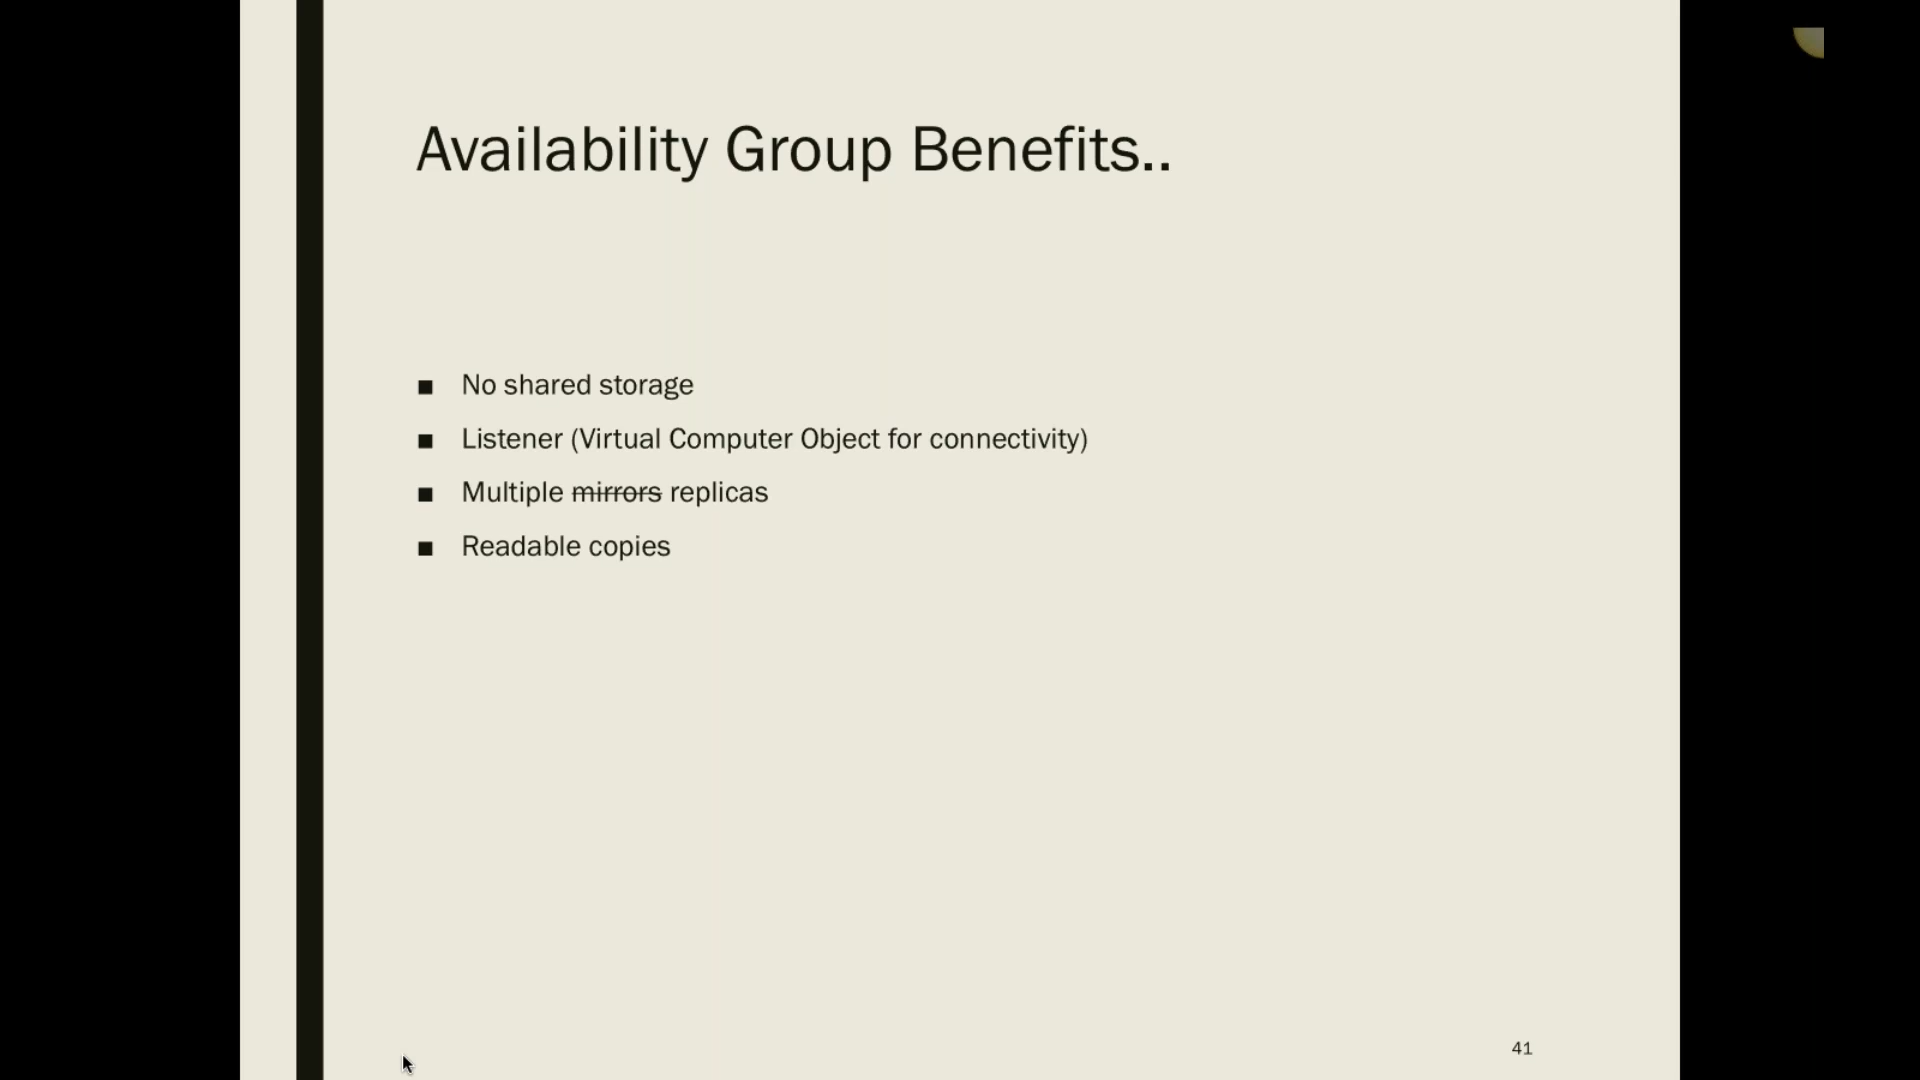 Availability Group Benefits..
■ No shared storage
■ Listener (Virtual Computer Object for connectivity)
■ Multiple mirrors replicas
■ Readable copies
41